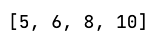 [5, 6, 8, 10]